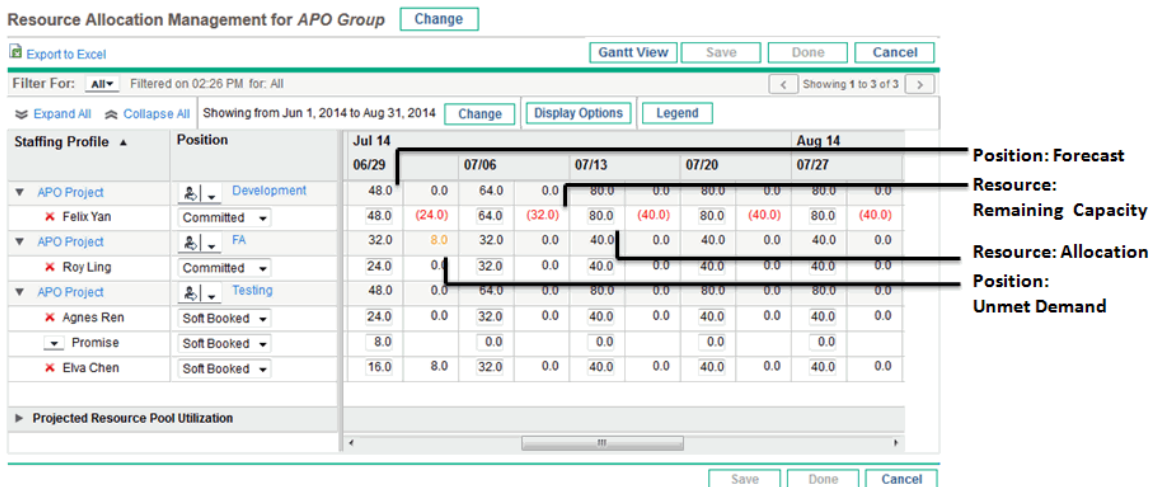 Resource Allocation Management for APO Group Change
Export to Excel Gantt View Save Done Cancel
Filter For: All Filtered on 02:26 PM for: All Showing 1 to 3 of 3
Expand All Collapse All Showing from Jun 1, 2014 to Aug 31, 2014 Change Display Options Legend
Staffing Profile Position Jul 14 Aug 14
06/29 07/06 07/13 07/20 07/27
APO Project Development 48.0 0.0 64.0 0.0 80.0 0.0 80.0 0.0 80.0 0.0
Felix Yan Committed 48.0 (24.0) 64.0 (32.0) 80.0 (40.0) 80.0 (40.0) 80.0 (40.0)
APO Project FA 32.0 8.0 32.0 0.0 40.0 0.0 40.0 0.0 40.0 0.0
Roy Ling Committed 24.0 0.0 32.0 0.0 40.0 0.0 40.0 0.0 40.0 0.0
APO Project Testing 48.0 0.0 64.0 0.0 80.0 0.0 80.0 0.0 80.0 0.0
Agnes Ren Soft Booked 24.0 0.0 32.0 0.0 40.0 0.0 40.0 0.0 40.0 0.0
Promise Soft Booked 8.0 0.0 0.0 0.0 0.0
Elva Chen Soft Booked 16.0 8.0 32.0 0.0 40.0 0.0 40.0 0.0 40.0 0.0
Projected Resource Pool Utilization
Save Done Cancel
Position: Forecast
Resource:
Remaining Capacity
Resource: Allocation
Position:
Unmet Demand